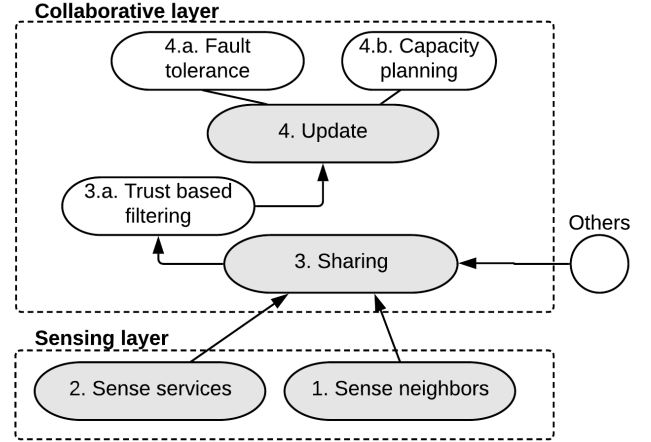 Collaborative layer
4.a. Fault
tolerance
4.b. Capacity
planning
4. Update
3.a. Trust based
filtering
Others
3. Sharing
Sensing layer
2. Sense services
1. Sense neighbors